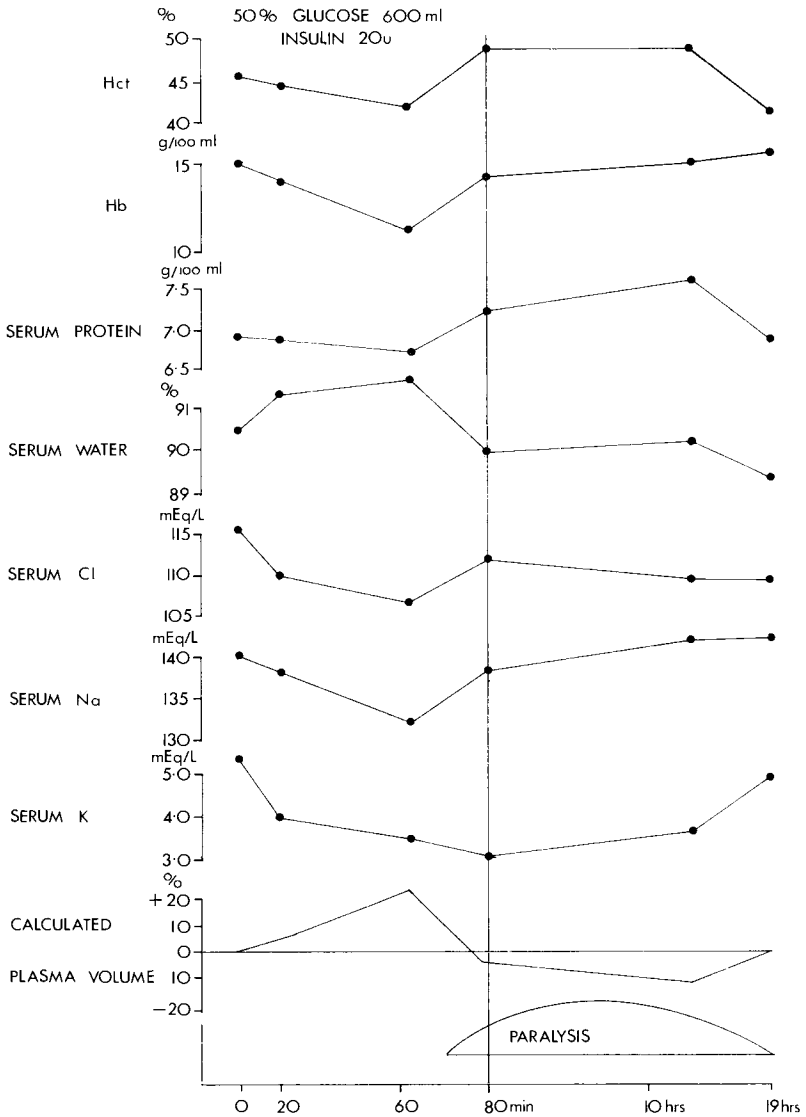 % 50% GLUCOSE 600 ml
INSULIN 20u
50
Hct 45
40
g/100 ml
15
Hb
10
g/100 ml
7·5
SERUM PROTEIN 7·0
6·5
%
91
SERUM WATER 90
89
mEq/L
115
SERUM Cl 110
105
mEq/L
140
SERUM Na 135
130
mEq/L
5·0
SERUM K 4·0
3·0
%
+20
CALCULATED 10
0
PLASMA VOLUME 10
−20
PARALYSIS
0 20 60 80 min 10 hrs 19 hrs